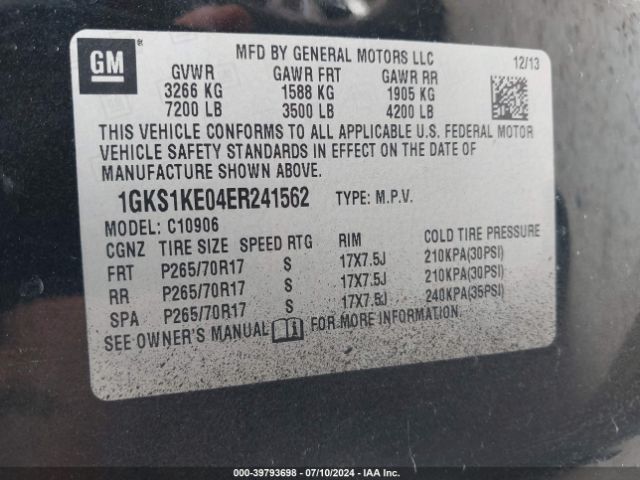 GM
®
MFD BY GENERAL MOTORS LLC
12/13
GVWR GAWR FRT GAWR RR
3266 KG 1588 KG 1905 KG
7200 LB 3500 LB 4200 LB
THIS VEHICLE CONFORMS TO ALL APPLICABLE U.S. FEDERAL MOTOR
VEHICLE SAFETY STANDARDS IN EFFECT ON THE DATE OF
MANUFACTURE SHOWN ABOVE.
1GKS1KE04ER241562 TYPE: M.P.V.
MODEL: C10906
CGNZ TIRE SIZE SPEED RTG RIM COLD TIRE PRESSURE
FRT P265/70R17 S 17X7.5J 210KPA(30PSI)
RR P265/70R17 S 17X7.5J 210KPA(30PSI)
SPA P265/70R17 S 17X7.5J 240KPA(35PSI)
SEE OWNER'S MANUAL FOR MORE INFORMATION.
000-39793698 - 07/10/2024 - IAA, Inc.